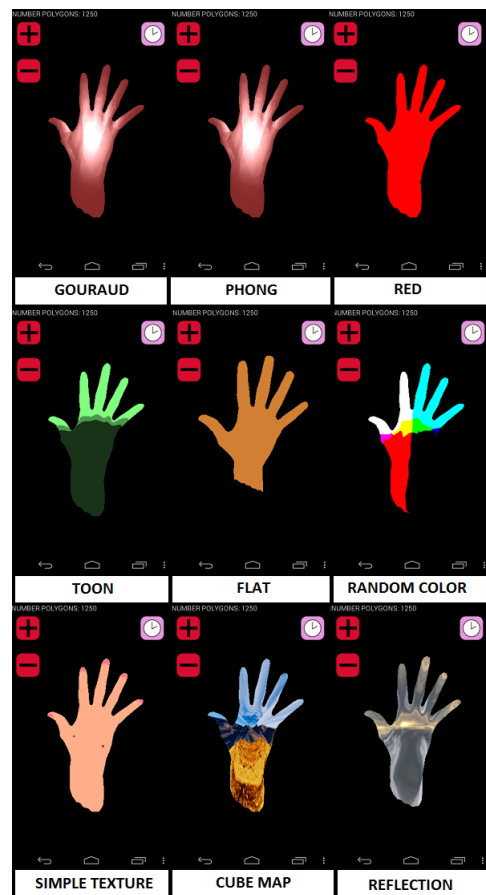 NUMBER POLYGONS: 1250
NUMBER POLYGONS: 1250
NUMBER POLYGONS: 1250
GOURAUD
PHONG
RED
NUMBER POLYGONS: 1250
NUMBER POLYGONS: 1250
NUMBER POLYGONS: 1250
TOON
FLAT
RANDOM COLOR
NUMBER POLYGONS: 1250
NUMBER POLYGONS: 1250
NUMBER POLYGONS: 1250
SIMPLE TEXTURE
CUBE MAP
REFLECTION